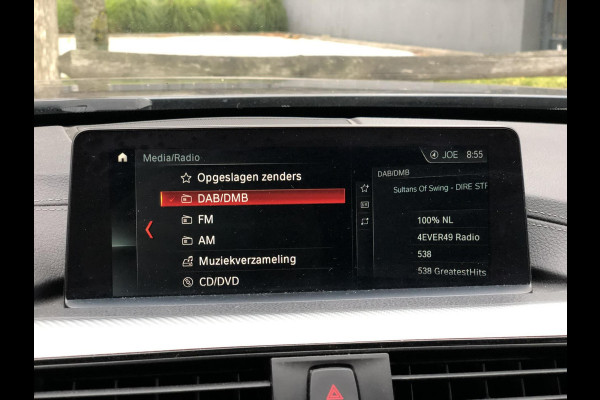 Media/Radio
JOE 8:55
Opgeslagen zenders
DAB/DMB
FM
AM
Muziekverzameling
CD/DVD
DAB/DMB
Sultans Of Swing - DIRE STR
100% NL
4EVER49 Radio
538
538 GreatestHits